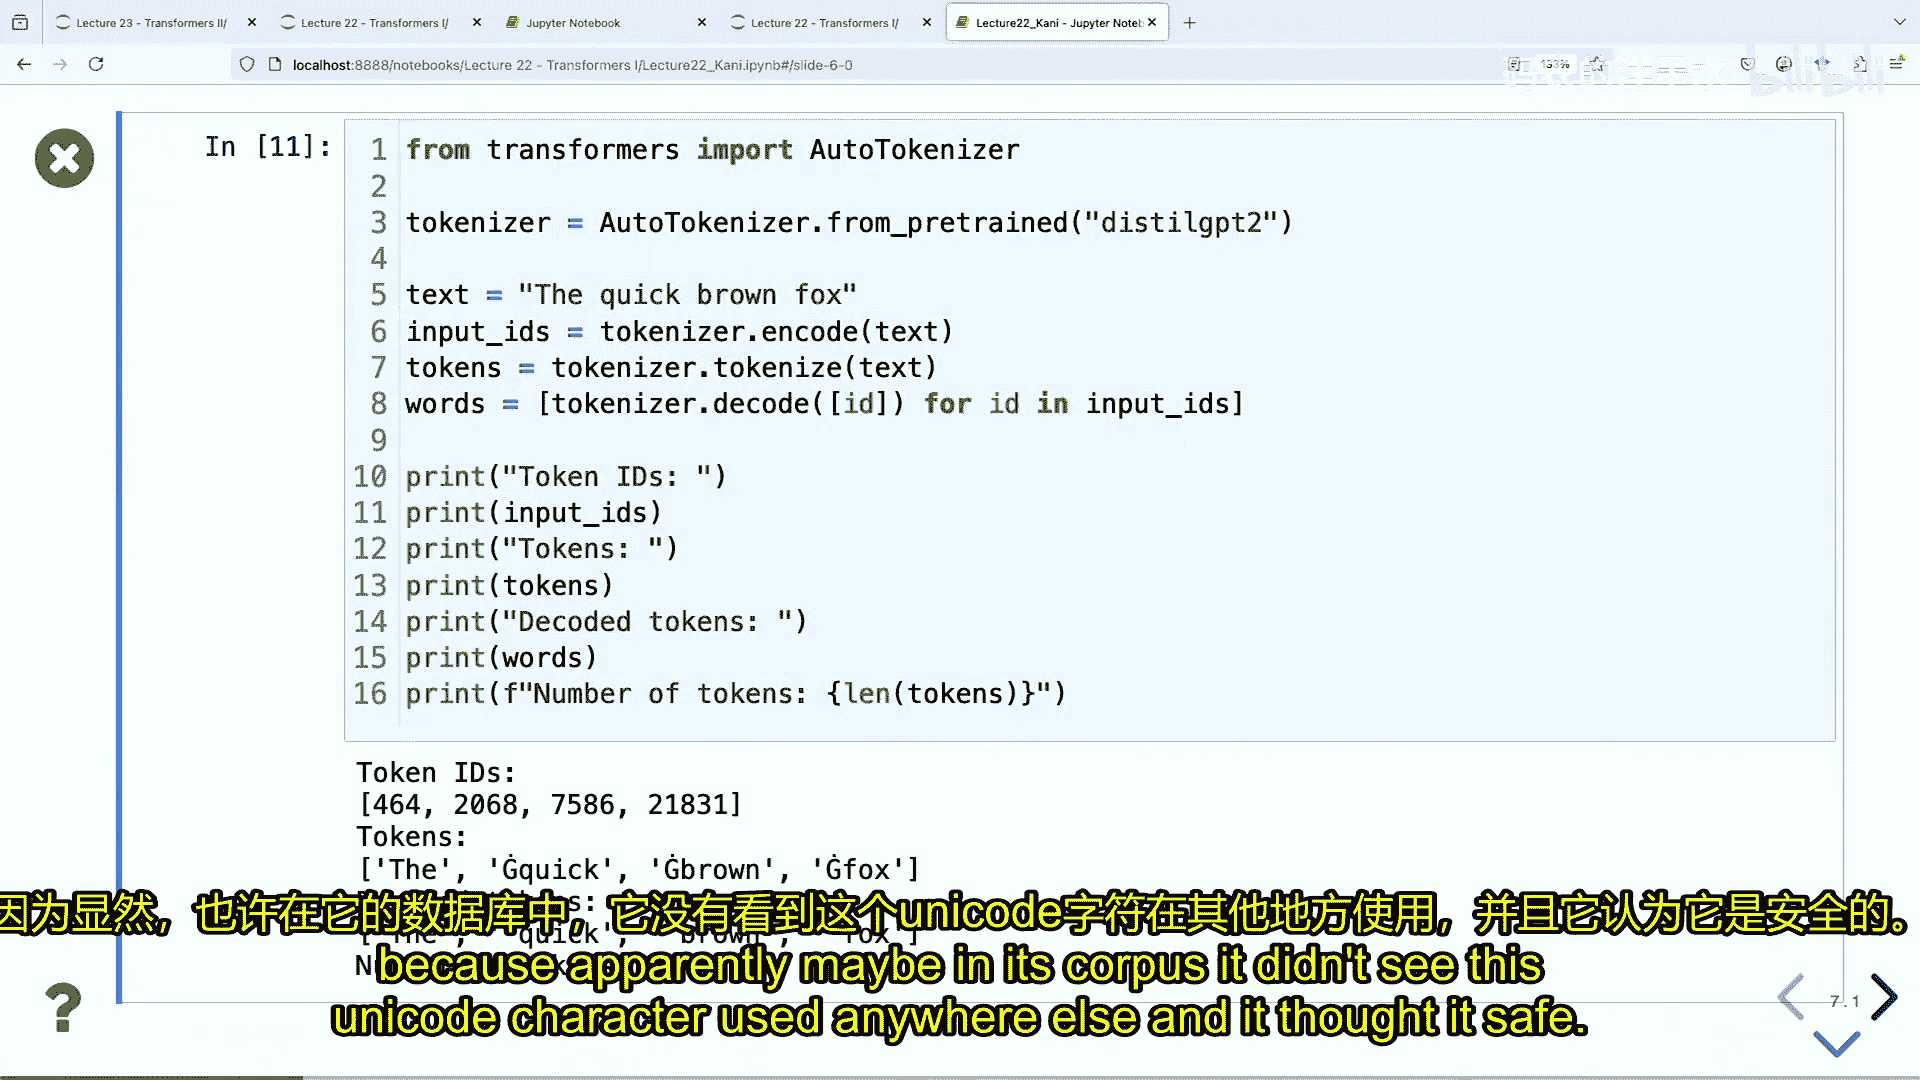 Lecture 23 - Transformers II/
Lecture 22 - Transformers I/
Jupyter Notebook
Lecture 22 - Transformers I/
Lecture22_Kani - Jupyter Noteb
localhost:8888/notebooks/Lecture 22 - Transformers I/Lecture22_Kani.ipynb#/slide-6-0
133%
bilibili
In [11]:
1 from transformers import AutoTokenizer
2
3 tokenizer = AutoTokenizer.from_pretrained("distilgpt2")
4
5 text = "The quick brown fox"
6 input_ids = tokenizer.encode(text)
7 tokens = tokenizer.tokenize(text)
8 words = [tokenizer.decode([id]) for id in input_ids]
9
10 print("Token IDs: ")
11 print(input_ids)
12 print("Tokens: ")
13 print(tokens)
14 print("Decoded tokens: ")
15 print(words)
16 print(f"Number of tokens: {len(tokens)}")
Token IDs:
[464, 2068, 7586, 21831]
Tokens:
['The', 'Ġquick', 'Ġbrown', 'Ġfox']
因为显然，也许在它的数据库中，它没有看到这个unicode字符在其他地方使用，并且它认为它是安全的。
['The', ' quick', ' brown', ' fox']
because apparently maybe in its corpus it didn't see this
unicode character used anywhere else and it thought it safe.
7.1